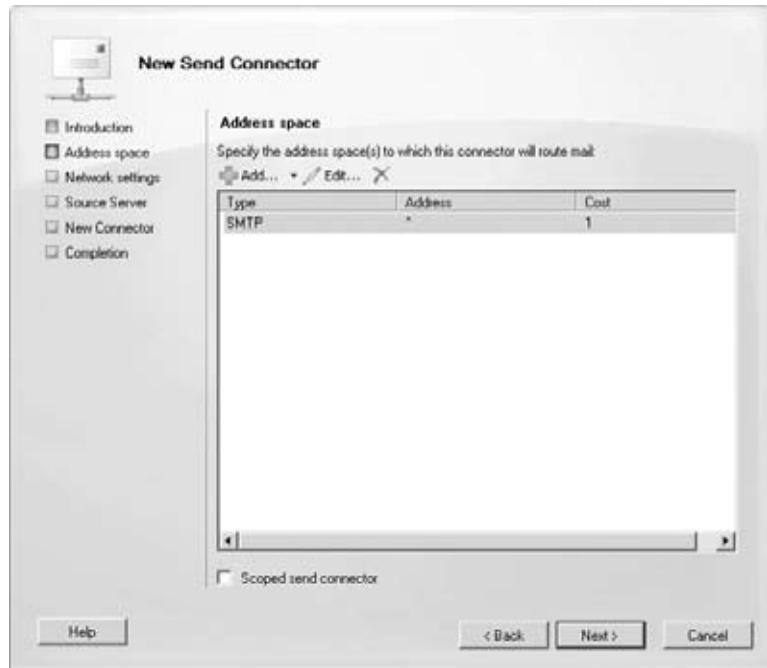 New Send Connector
Introduction
Address space
Network settings
Source Server
New Connector
Completion
Address space
Specify the address space(s) to which this connector will route mail:
Add... Edit...
Type Address Cost
SMTP * 1
Scoped send connector
Help < Back Next > Cancel